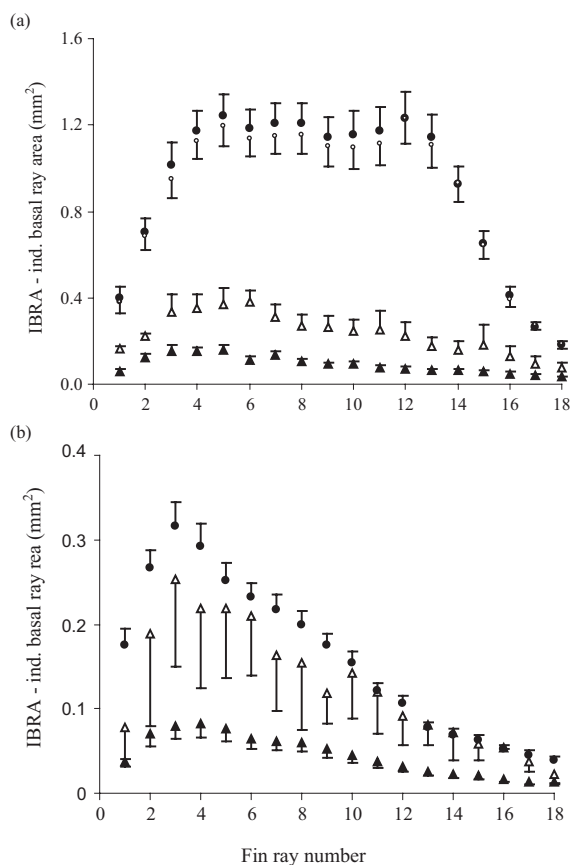 (a)
IBRA - ind. basal ray area (mm²)
1.6
1.2
0.8
0.4
0.0
0 2 4 6 8 10 12 14 16 18
(b)
IBRA - ind. basal ray rea (mm²)
0.4
0.3
0.2
0.1
0
0 2 4 6 8 10 12 14 16 18
Fin ray number